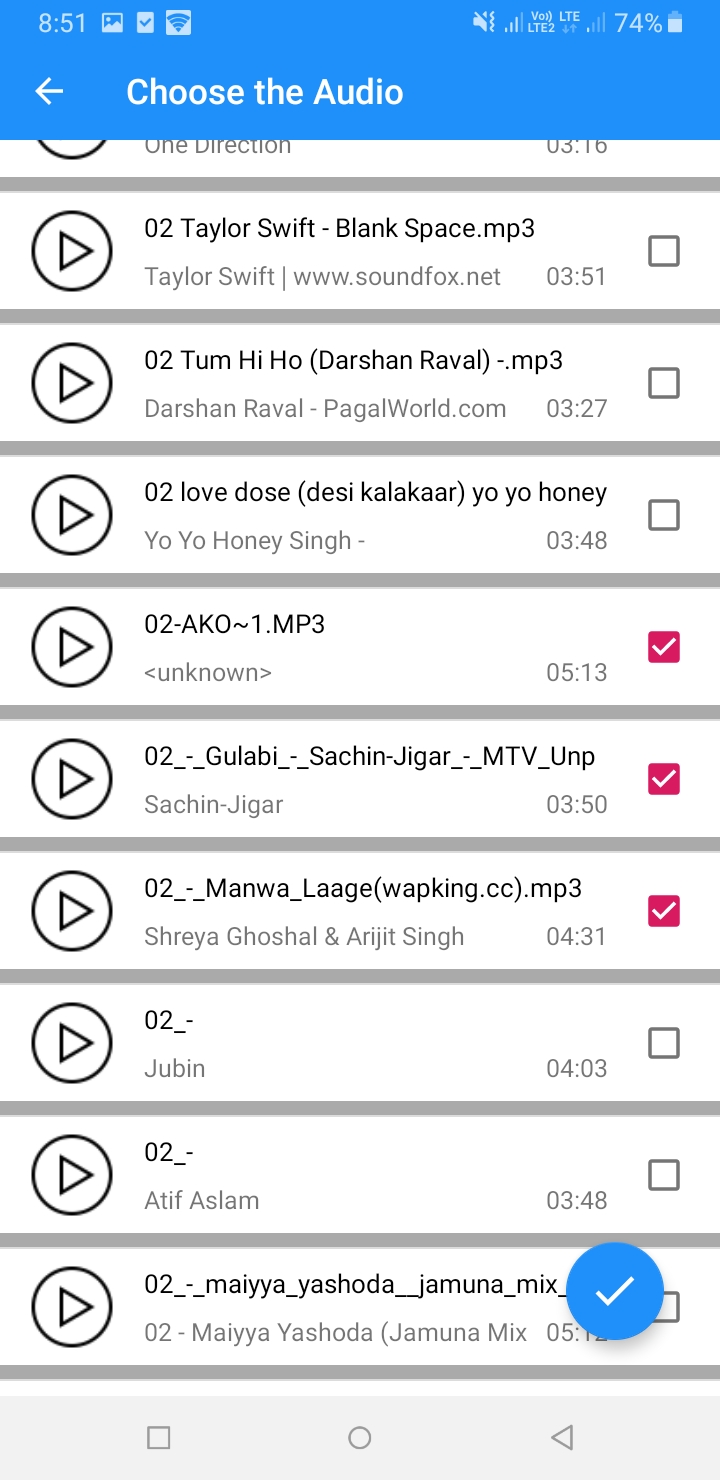 8:51 Vo)) LTE LTE2 74%
Choose the Audio
One Direction 03:16
02 Taylor Swift - Blank Space.mp3
Taylor Swift | www.soundfox.net 03:51
02 Tum Hi Ho (Darshan Raval) -.mp3
Darshan Raval - PagalWorld.com 03:27
02 love dose (desi kalakaar) yo yo honey
Yo Yo Honey Singh - 03:48
02-AKO~1.MP3
<unknown> 05:13
02_-_Gulabi_-_Sachin-Jigar_-_MTV_Unp
Sachin-Jigar 03:50
02_-_Manwa_Laage(wapking.cc).mp3
Shreya Ghoshal & Arijit Singh 04:31
02_-
Jubin 04:03
02_-
Atif Aslam 03:48
02_-_maiyya_yashoda__jamuna_mix_
02 - Maiyya Yashoda (Jamuna Mix 05:12